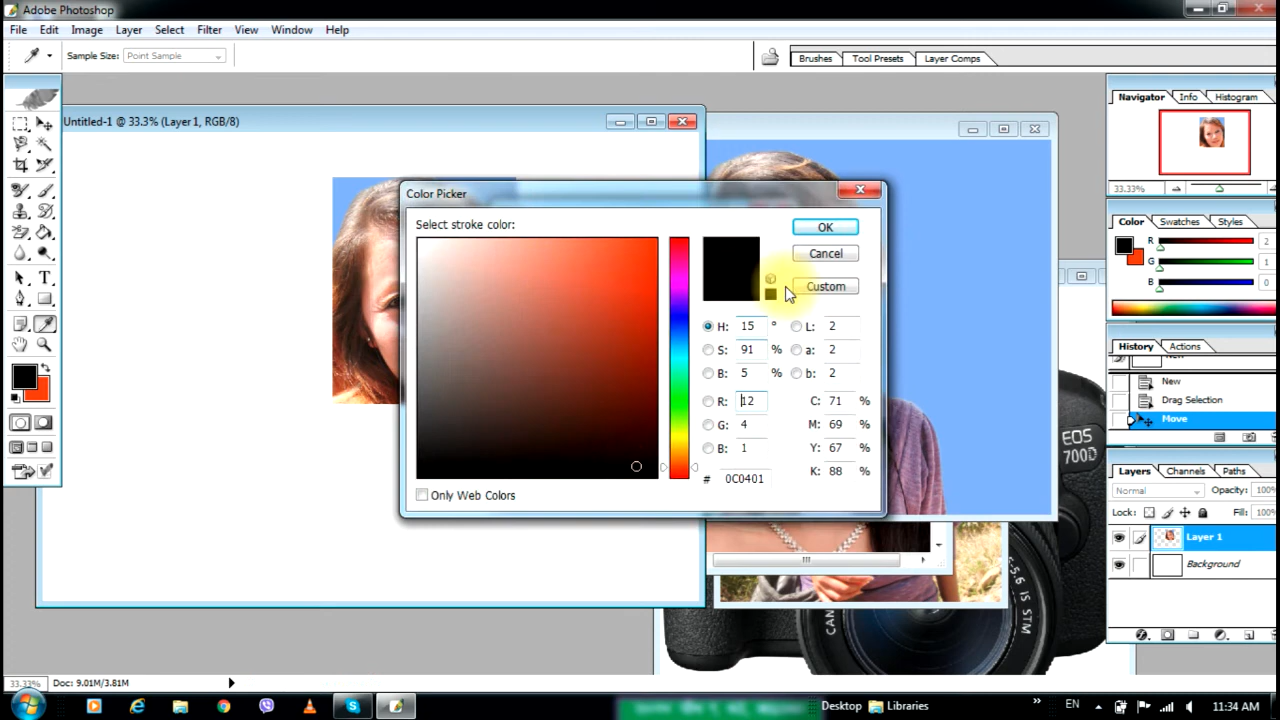 Adobe Photoshop
File Edit Image Layer Select Filter View Window Help
Sample Size: Point Sample
Brushes Tool Presets Layer Comps
Navigator Info Histogram
Untitled-1 @ 33.3% (Layer 1, RGB/8)
33.33%
Color Picker
Select stroke color:
OK
Cancel
Custom
H: 15 °
L: 2
S: 91 %
a: 2
B: 5 %
b: 2
R: 12
C: 71 %
G: 4
M: 69 %
B: 1
Y: 67 %
K: 88 %
# 0C0401
Only Web Colors
Color Swatches Styles
R 2
G 1
B 0
History Actions
New
Drag Selection
Move
EOS
700D
Layers Channels Paths
Normal Opacity: 100%
Lock: Fill: 100%
Layer 1
Background
CANON
-5.6 IS STM
33.33% Doc: 9.01M/3.81M
Desktop Libraries » EN 11:34 AM